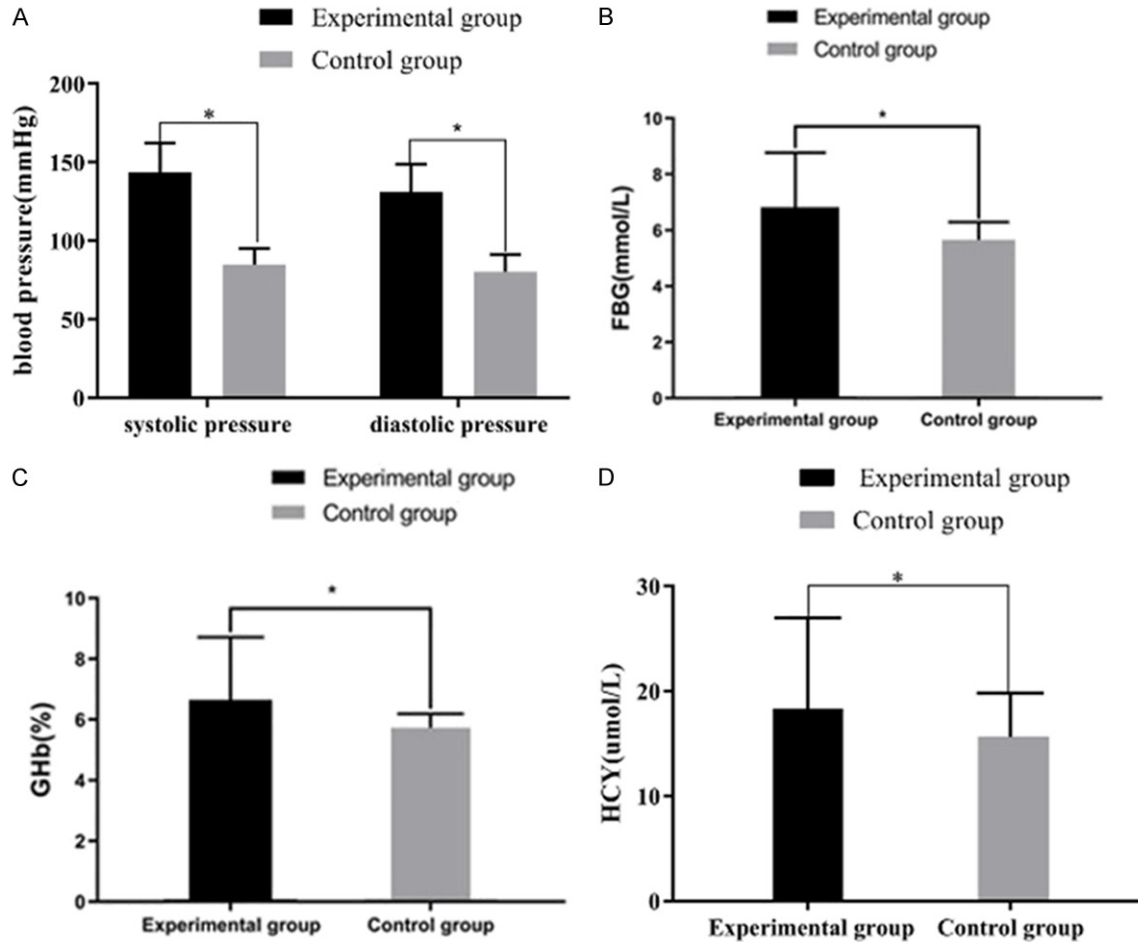 A
Experimental group
Control group
200
150
100
50
0
blood pressure(mmHg)
*
*
systolic pressure
diastolic pressure
B
Experimental group
Control group
10
8
6
4
2
0
FBG(mmol/L)
*
Experimental group
Control group
C
Experimental group
Control group
10
8
6
4
2
0
GHb(%)
*
Experimental group
Control group
D
Experimental group
Control group
30
20
10
0
HCY(umol/L)
*
Experimental group
Control group